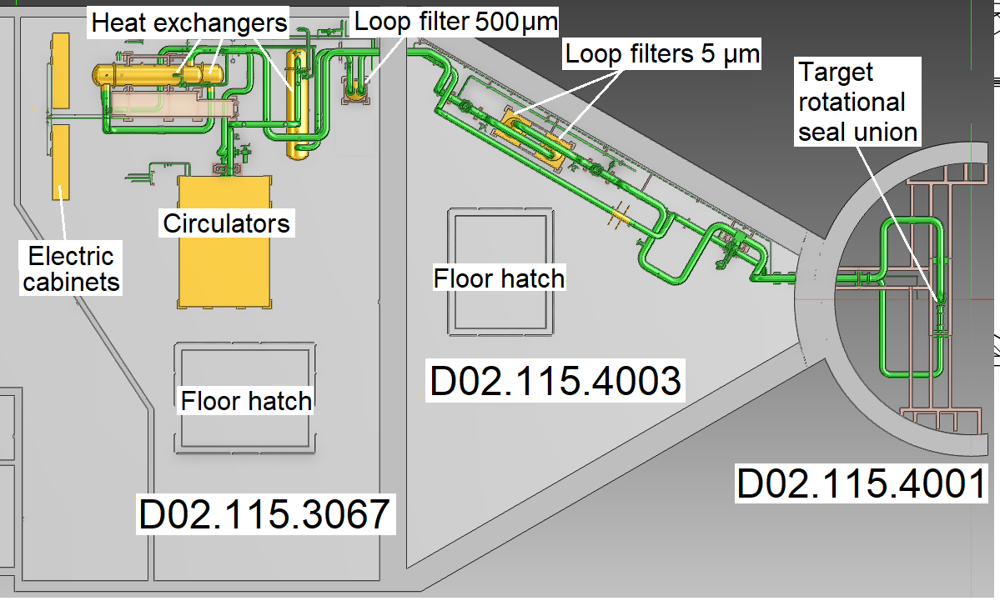 Heat exchangers
Loop filter 500µm
Loop filters 5 µm
Target
rotational
seal union
Circulators
Electric
cabinets
Floor hatch
D02.115.4003
Floor hatch
D02.115.4001
D02.115.3067